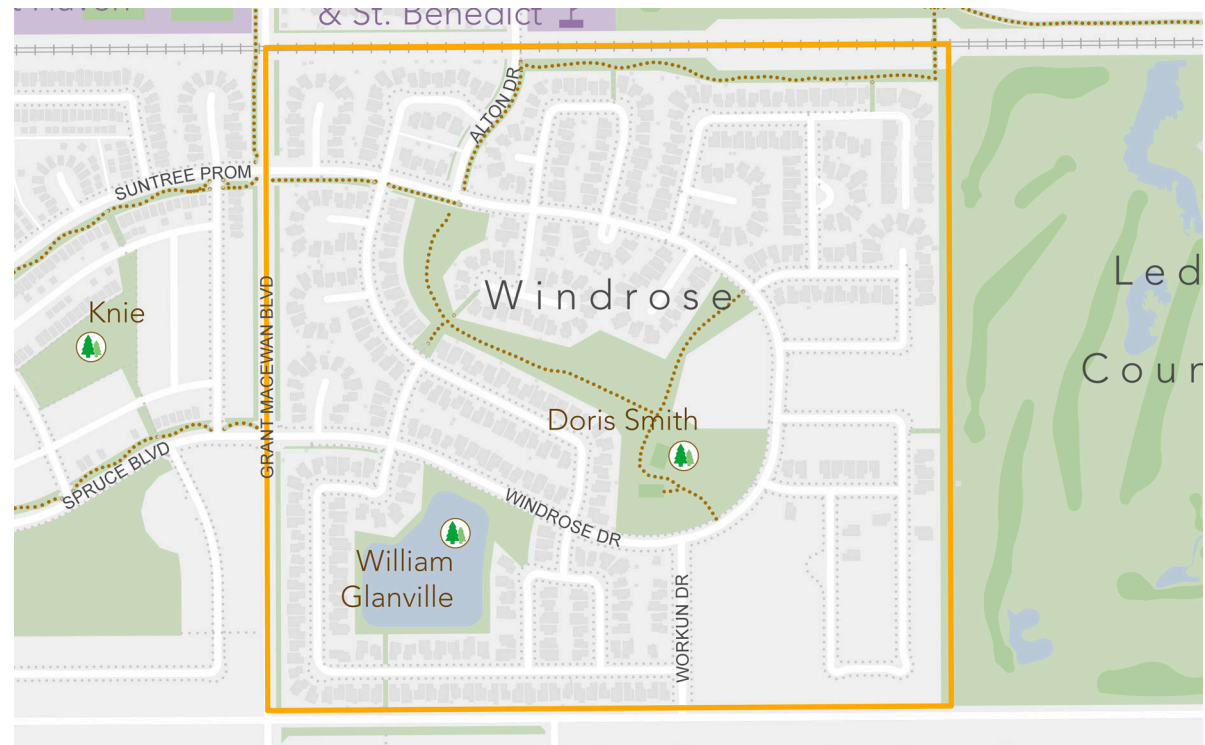 t Haven
& St. Benedict
ALTON DR
SUNTREE PROM
Led
Windrose
GRANT MACEWAN BLVD
Knie
Cour
Doris Smith
SPRUCE BLVD
WINDROSE DR
William
Glanville
WORKUN DR